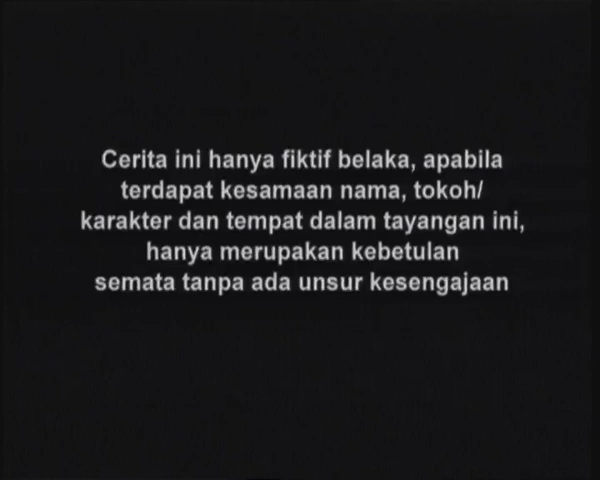 Cerita ini hanya fiktif belaka, apabila
terdapat kesamaan nama, tokoh/
karakter dan tempat dalam tayangan ini,
hanya merupakan kebetulan
semata tanpa ada unsur kesengajaan